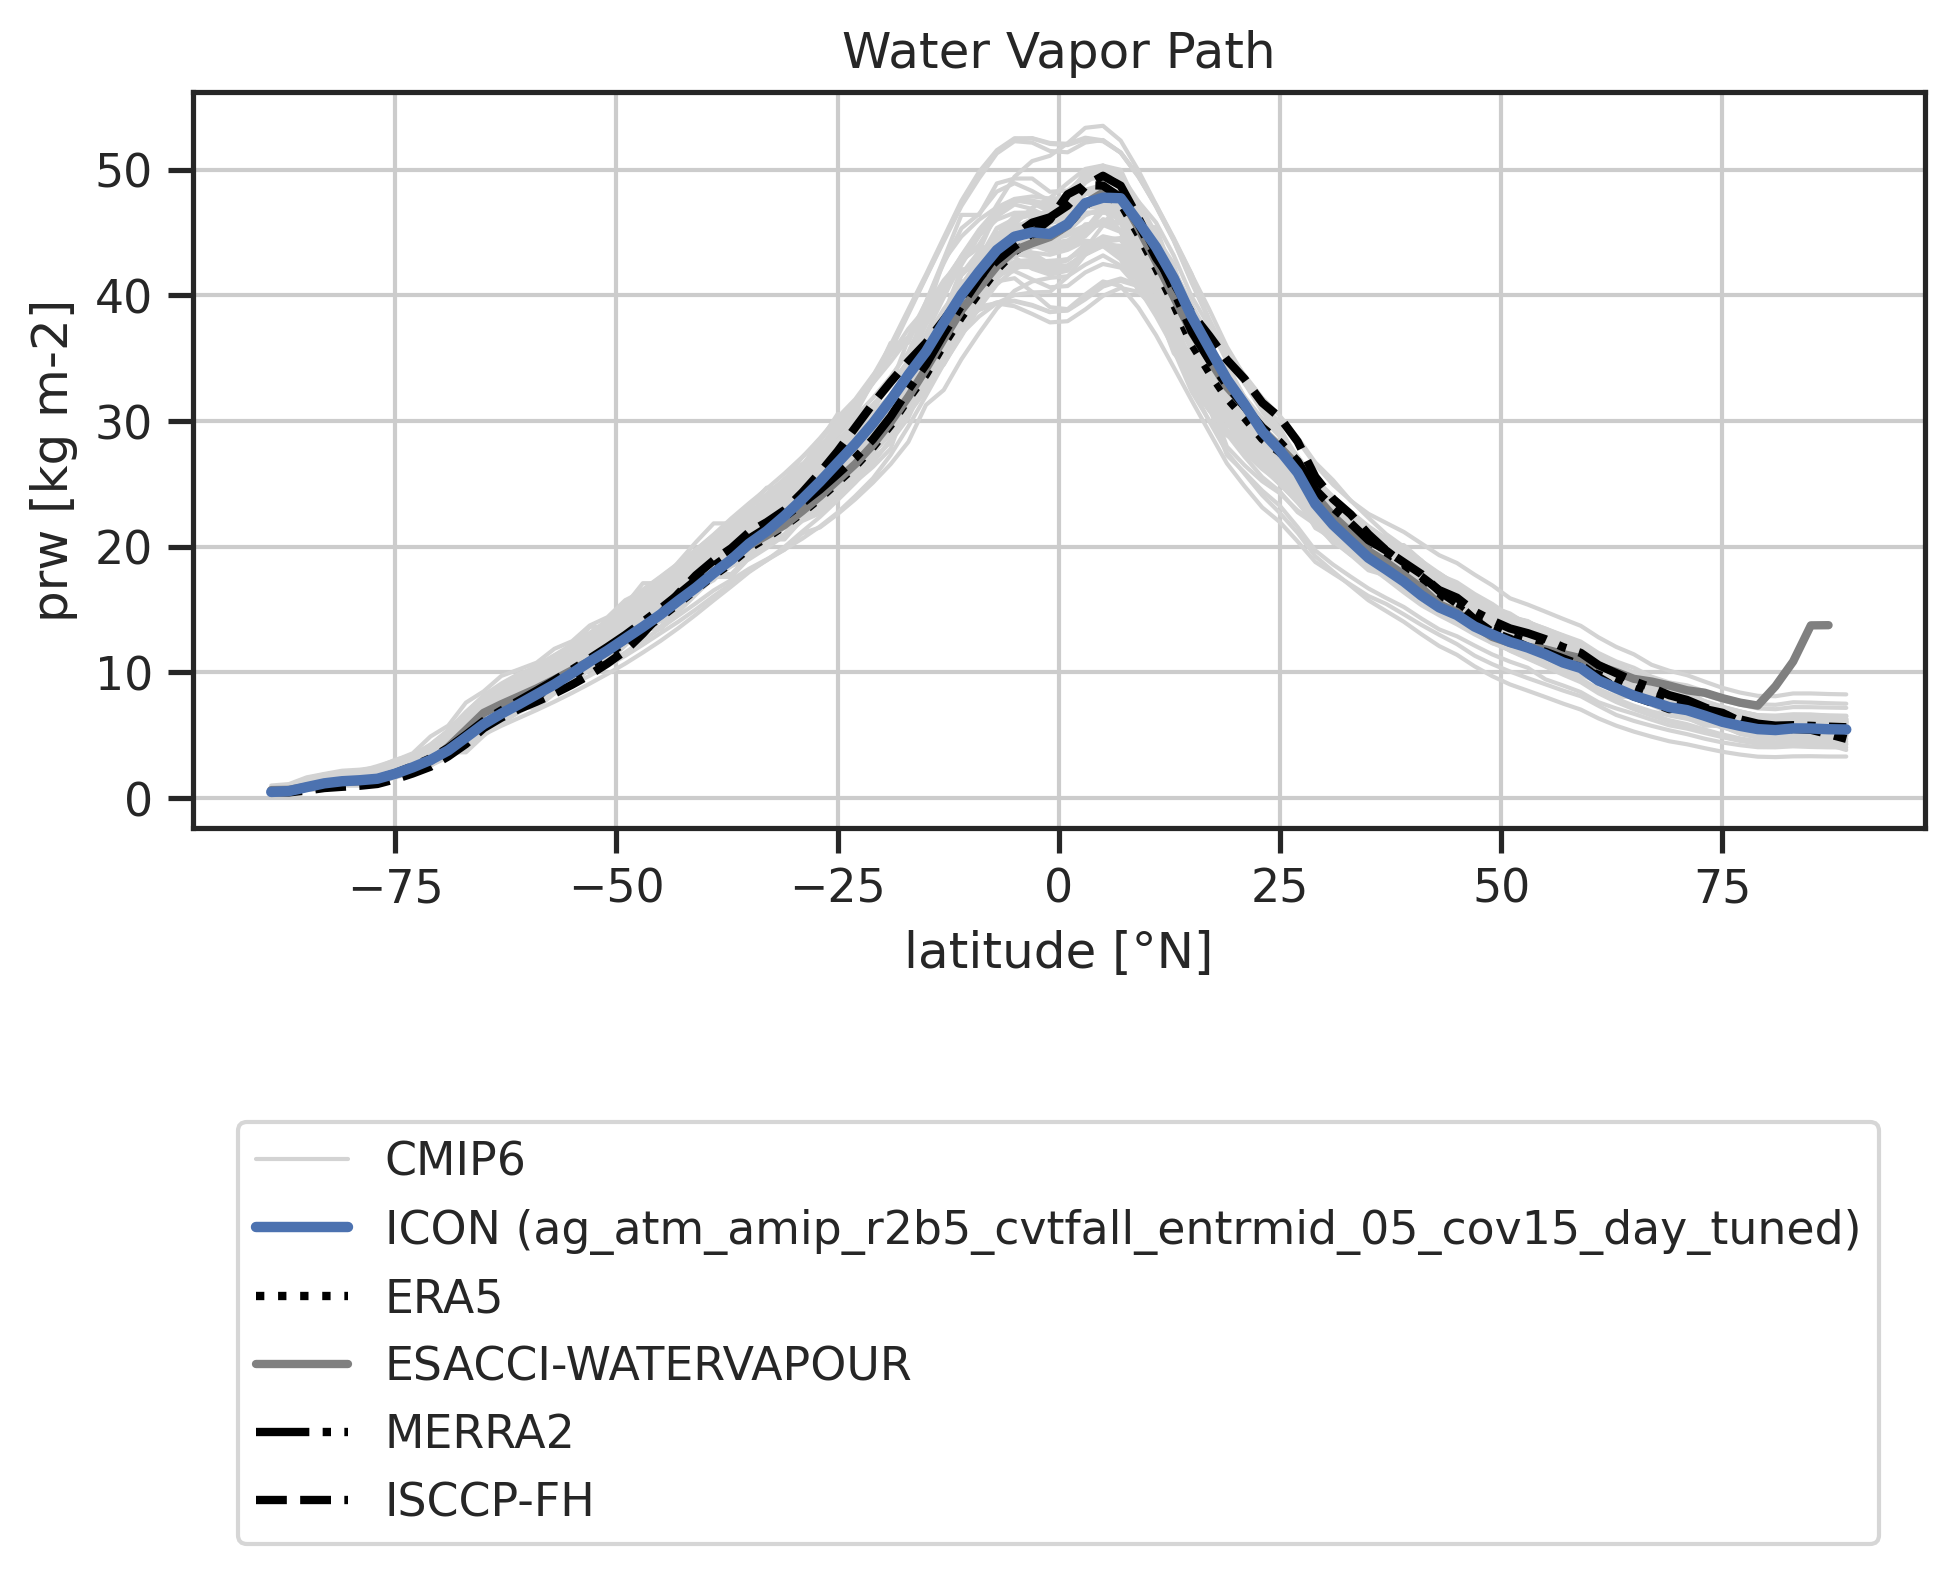 Water Vapor Path
prw [kg m-2]
50
40
30
20
10
0
−75 −50 −25 0 25 50 75
latitude [°N]
CMIP6
ICON (ag_atm_amip_r2b5_cvtfall_entrmid_05_cov15_day_tuned)
ERA5
ESACCI-WATERVAPOUR
MERRA2
ISCCP-FH